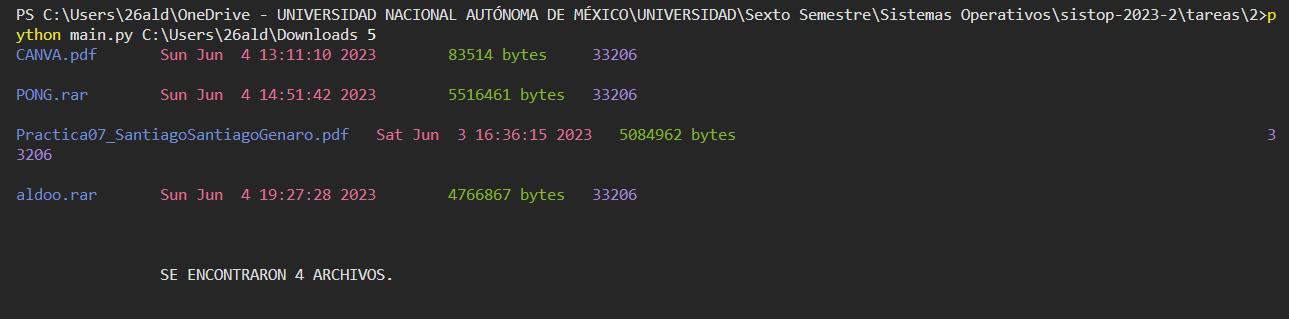 PS C:\Users\26ald\OneDrive - UNIVERSIDAD NACIONAL AUTÓNOMA DE MÉXICO\UNIVERSIDAD\Sexto Semestre\Sistemas Operativos\sistop-2023-2\tareas\2>p
ython main.py C:\Users\26ald\Downloads 5
CANVA.pdf Sun Jun 4 13:11:10 2023 83514 bytes 33206
PONG.rar Sun Jun 4 14:51:42 2023 5516461 bytes 33206
Practica07_SantiagoSantiagoGenaro.pdf Sat Jun 3 16:36:15 2023 5084962 bytes 3
3206
aldoo.rar Sun Jun 4 19:27:28 2023 4766867 bytes 33206
SE ENCONTRARON 4 ARCHIVOS.